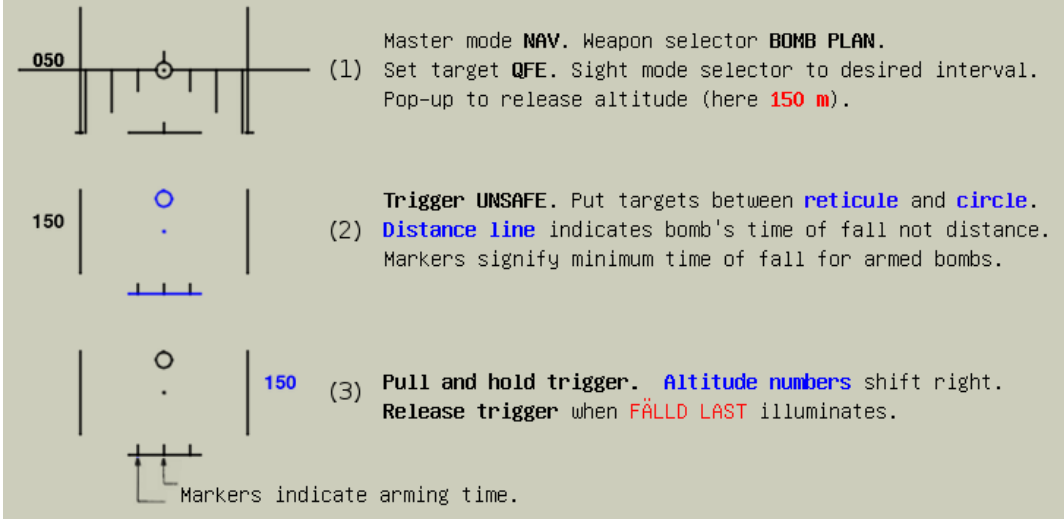 050
(1)
Master mode NAV. Weapon selector BOMB PLAN.
Set target QFE. Sight mode selector to desired interval.
Pop-up to release altitude (here 150 m).
150
(2)
Trigger UNSAFE. Put targets between reticule and circle.
Distance line indicates bomb's time of fall not distance.
Markers signify minimum time of fall for armed bombs.
150
(3)
Pull and hold trigger. Altitude numbers shift right.
Release trigger when FÄLLD LAST illuminates.
Markers indicate arming time.